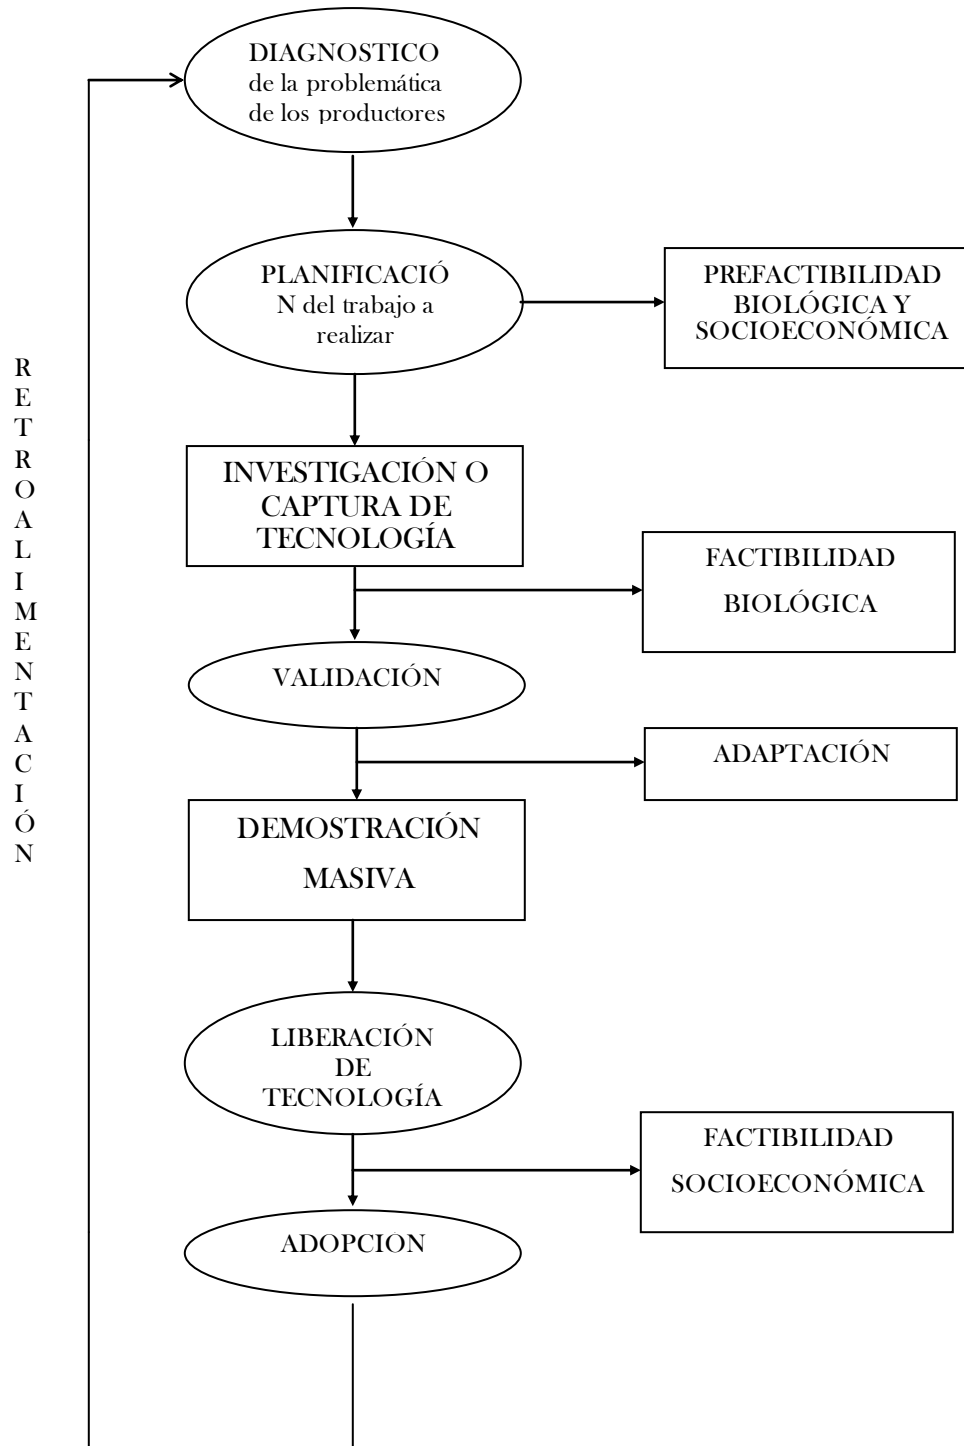 DIAGNOSTICO
de la problemática
de los productores
PLANIFICACIÓ
N del trabajo a
realizar
PREFACTIBILIDAD
BIOLÓGICA Y
SOCIOECONÓMICA
RETROALIMENTACIÓN
INVESTIGACIÓN O
CAPTURA DE
TECNOLOGÍA
FACTIBILIDAD
BIOLÓGICA
VALIDACIÓN
ADAPTACIÓN
DEMOSTRACIÓN
MASIVA
LIBERACIÓN
DE
TECNOLOGÍA
FACTIBILIDAD
SOCIOECONÓMICA
ADOPCION